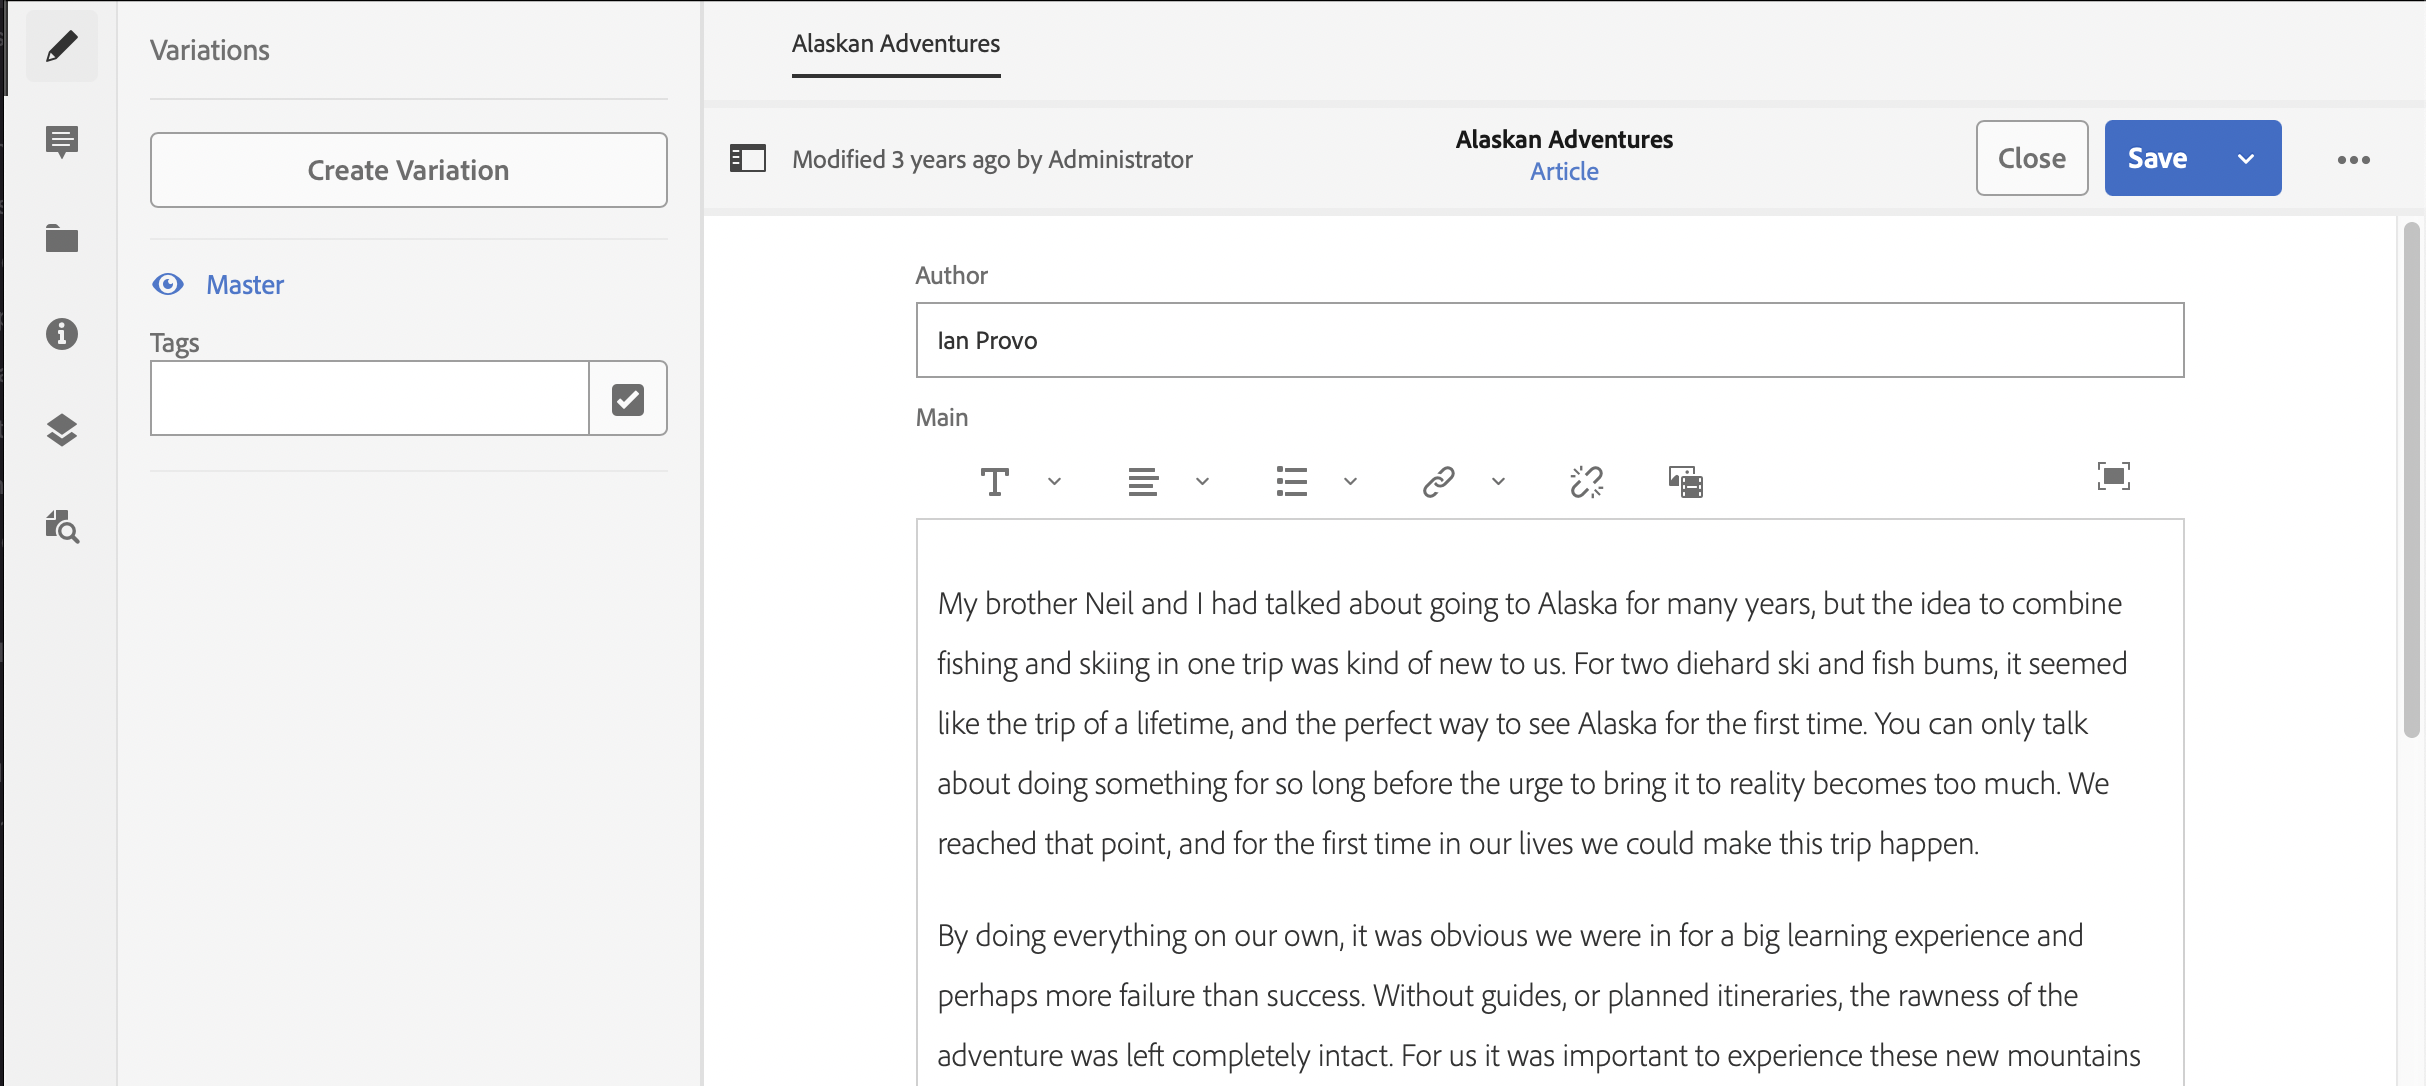 Variations
Create Variation
Master
Tags
Alaskan Adventures
Modified 3 years ago by Administrator
Alaskan Adventures
Article
Close
Save
Author
Ian Provo
Main
My brother Neil and I had talked about going to Alaska for many years, but the idea to combine
fishing and skiing in one trip was kind of new to us. For two diehard ski and fish bums, it seemed
like the trip of a lifetime, and the perfect way to see Alaska for the first time. You can only talk
about doing something for so long before the urge to bring it to reality becomes too much. We
reached that point, and for the first time in our lives we could make this trip happen.
By doing everything on our own, it was obvious we were in for a big learning experience and
perhaps more failure than success. Without guides, or planned itineraries, the rawness of the
adventure was left completely intact. For us it was important to experience these new mountains